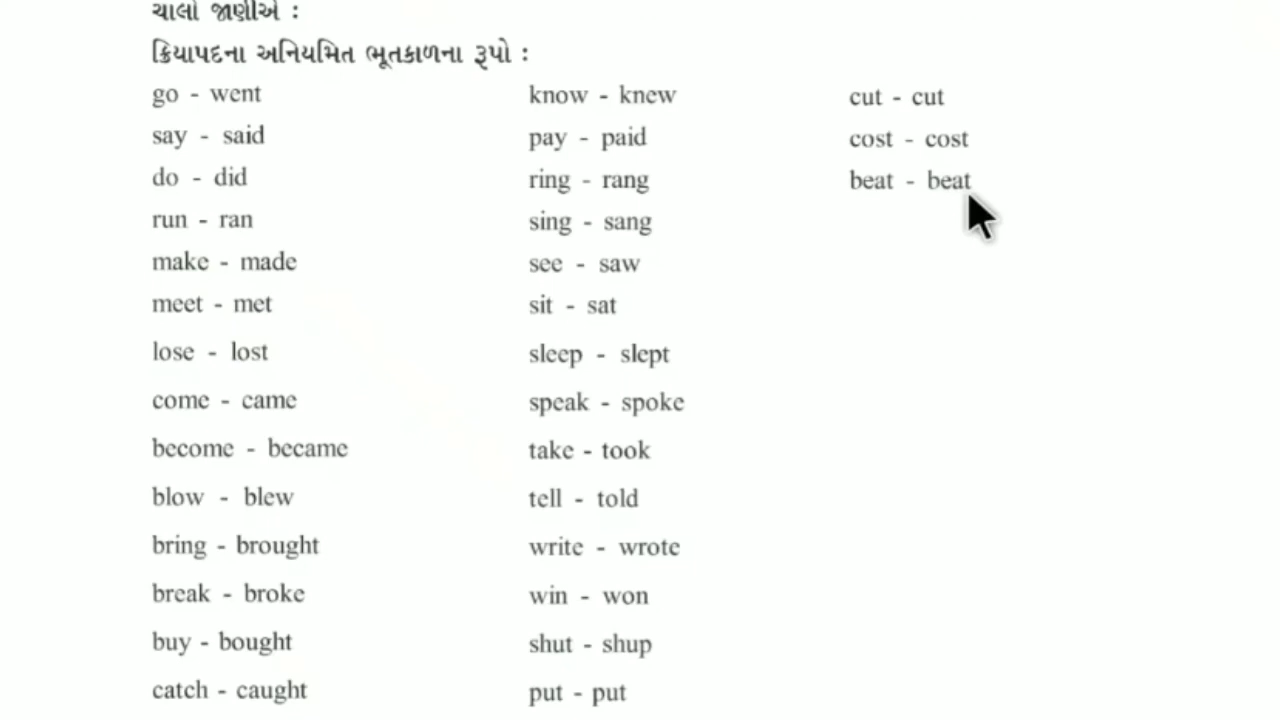 ચાલો જાણીએ :
ક્રિયાપદના અનિયમિત ભૂતકાળના રૂપો :
go - went
say - said
do - did
run - ran
make - made
meet - met
lose - lost
come - came
become - became
blow - blew
bring - brought
break - broke
buy - bought
catch - caught
know - knew
pay - paid
ring - rang
sing - sang
see - saw
sit - sat
sleep - slept
speak - spoke
take - took
tell - told
write - wrote
win - won
shut - shup
put - put
cut - cut
cost - cost
beat - beat